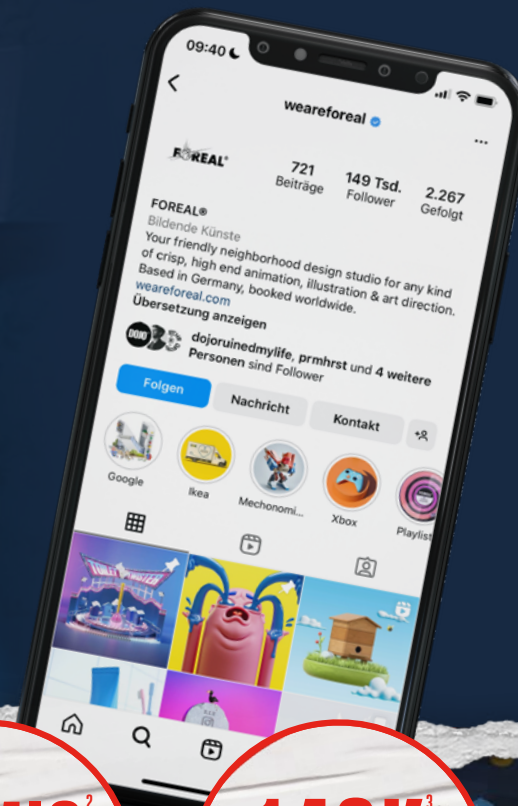 09:40
weareforeal
FOREAL®
721
149 Tsd.
2.267
Beiträge
Follower
Gefolgt
FOREAL®
Bildende Künste
Your friendly neighborhood design studio for any kind
of crisp, high end animation, illustration & art direction.
Based in Germany, booked worldwide.
weareforeal.com
Übersetzung anzeigen
DOJO
dojoruinedmylife, prmhrst und 4 weitere
Personen sind Follower
Folgen
Nachricht
Kontakt
Google
Ikea
Mechonomi...
Xbox
Playlist